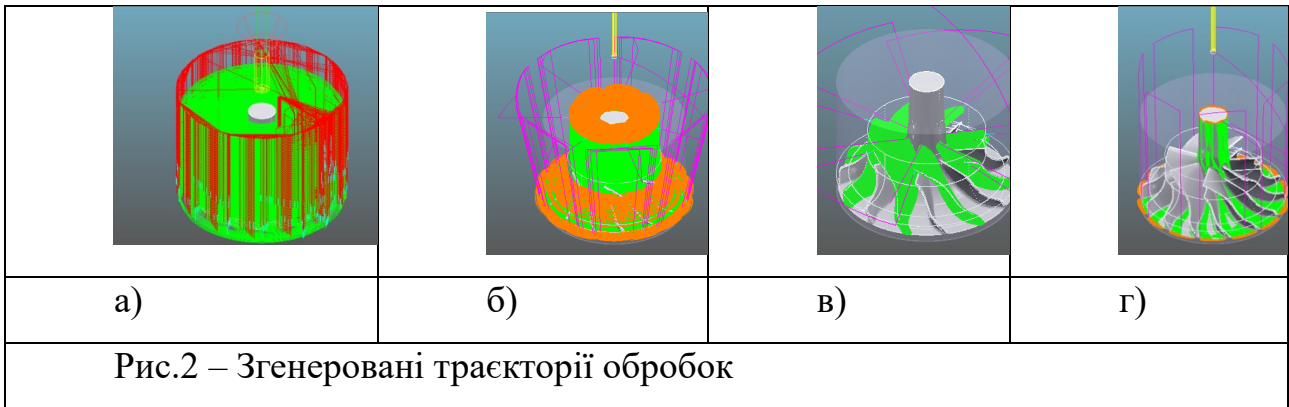 а)
б)
в)
г)
Рис.2 – Згенеровані траєкторії обробок